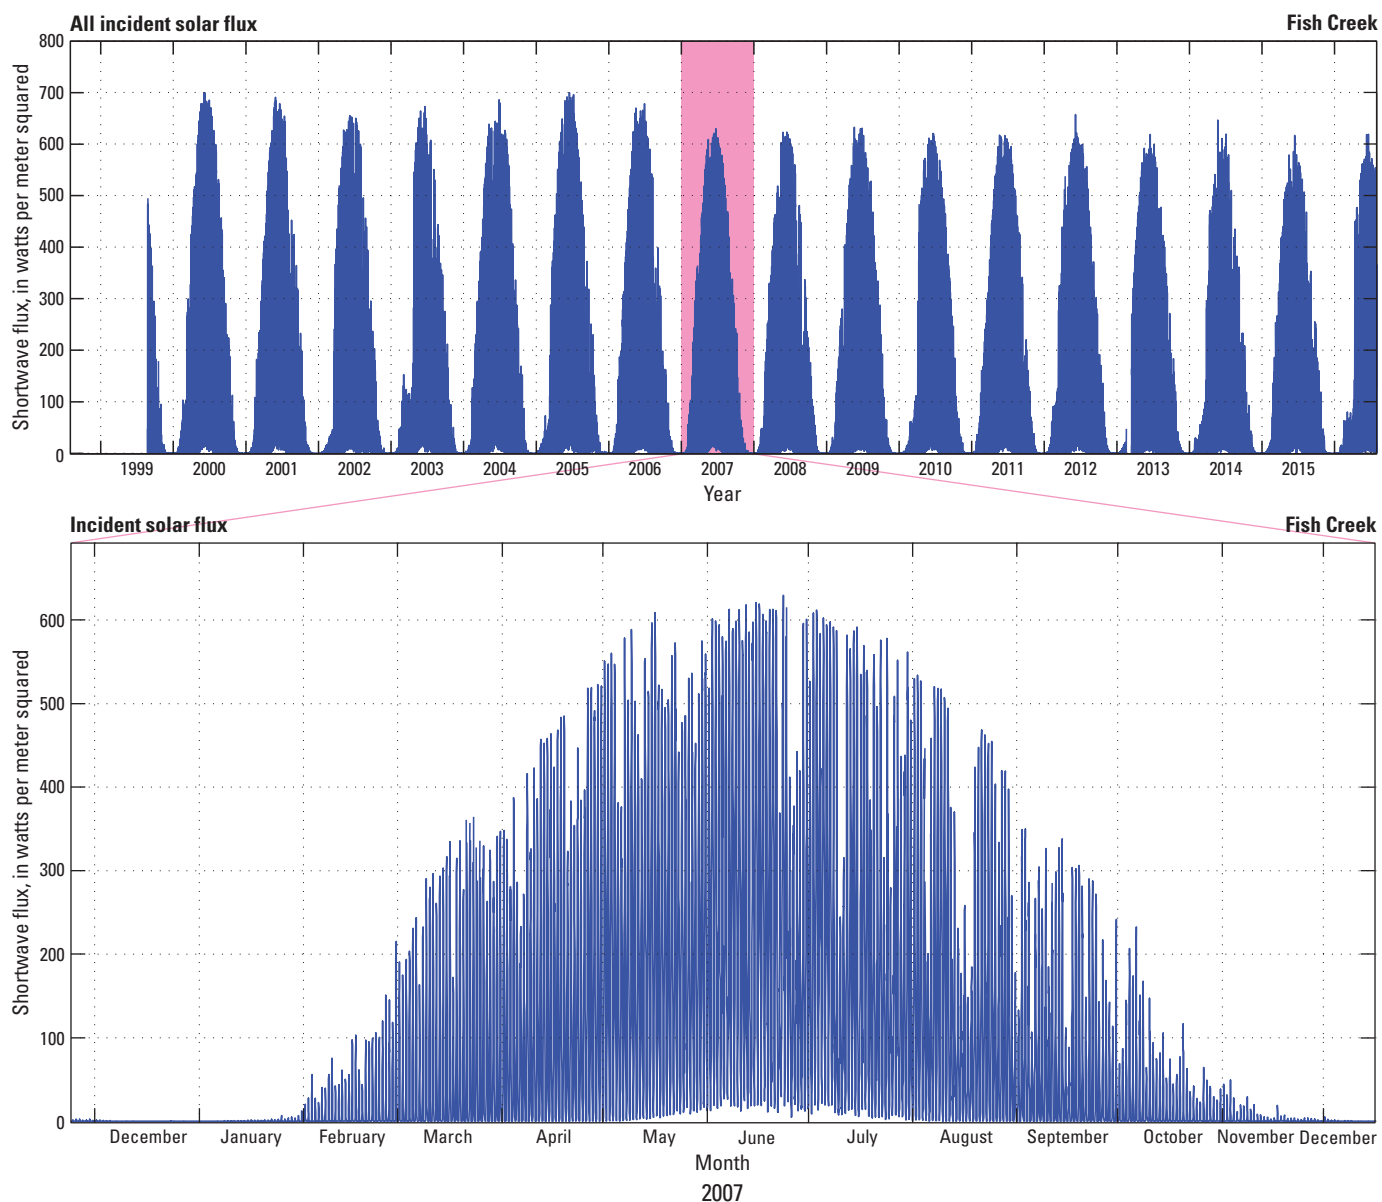 All incident solar flux
Fish Creek
Shortwave flux, in watts per meter squared
800
700
600
500
400
300
200
100
0
1999 2000 2001 2002 2003 2004 2005 2006 2007 2008 2009 2010 2011 2012 2013 2014 2015
Year
Incident solar flux
Fish Creek
Shortwave flux, in watts per meter squared
600
500
400
300
200
100
0
December January February March April May June July August September October November December
Month
2007